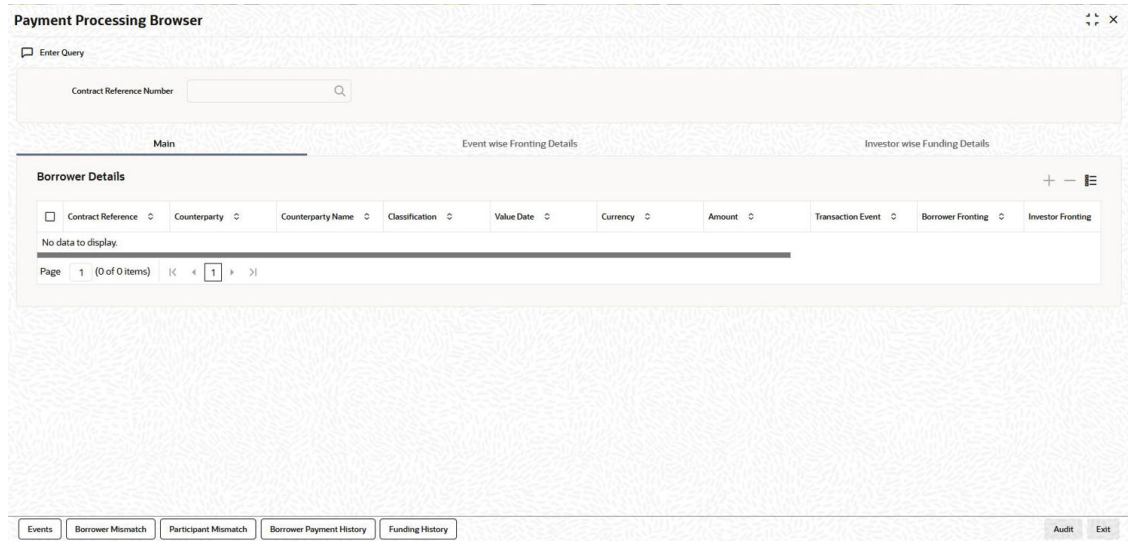 Payment Processing Browser
Enter Query
Contract Reference Number
Main Event wise Fronting Details Investor wise Funding Details
Borrower Details
Contract Reference Counterparty Counterparty Name Classification Value Date Currency Amount Transaction Event Borrower Fronting Investor Fronting
No data to display.
Page 1 (0 of 0 items) 1
Events Borrower Mismatch Participant Mismatch Borrower Payment History Funding History Audit Exit